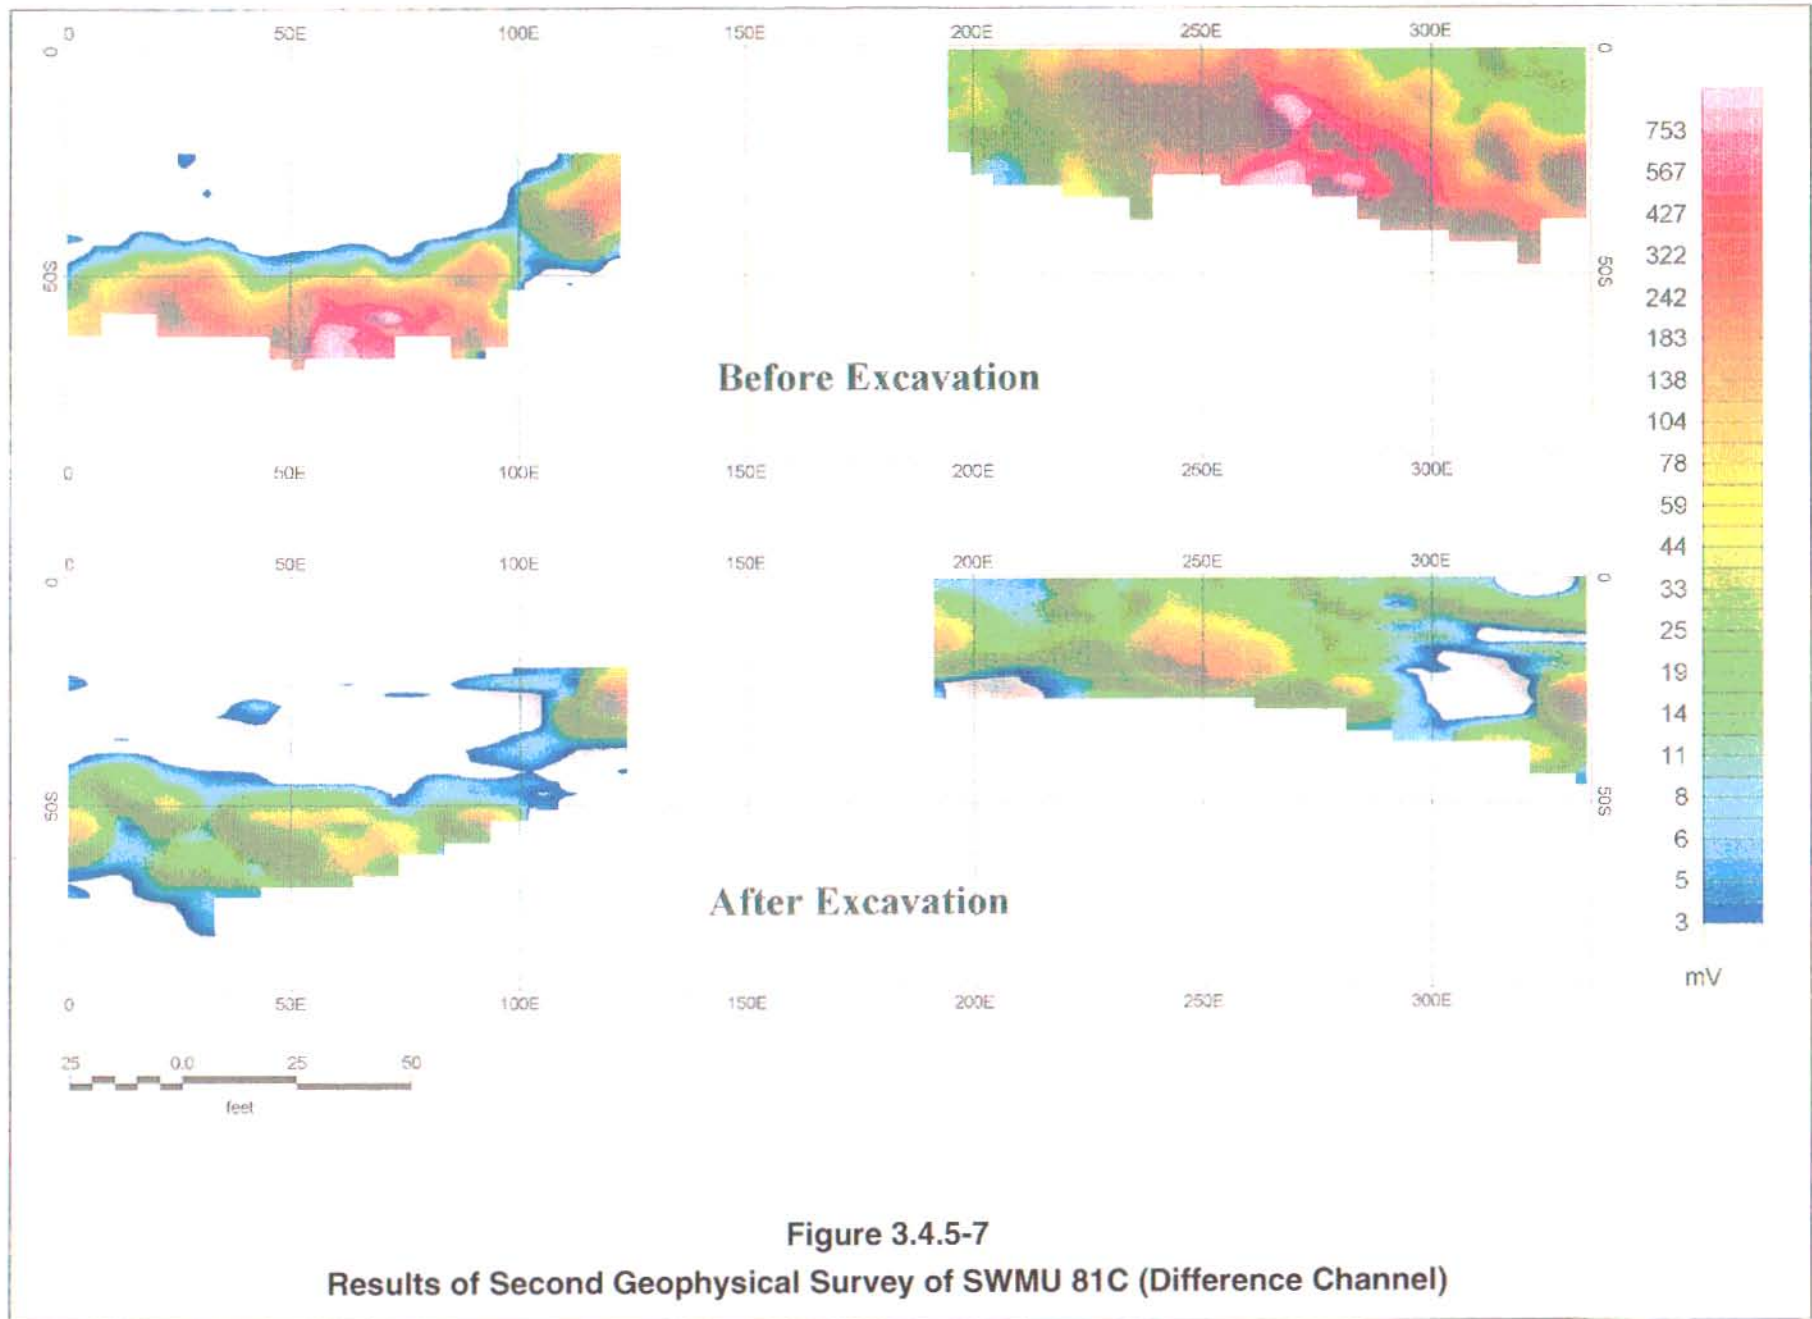 0 50E 100E 150E 200E 250E 300E
0 0
50S 50S
Before Excavation
0 50E 100E 150E 200E 250E 300E
0 50E 100E 150E 200E 250E 300E
0 0
50S 50S
After Excavation
0 50E 100E 150E 200E 250E 300E
753
567
427
322
242
183
138
104
78
59
44
33
25
19
14
11
8
6
5
3
mV
25 0.0 25 50
feet
Figure 3.4.5-7
Results of Second Geophysical Survey of SWMU 81C (Difference Channel)